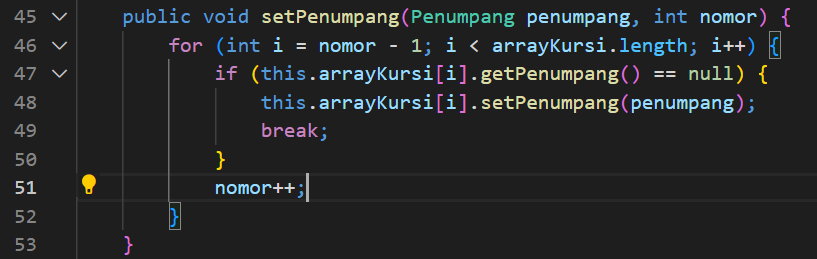 45 public void setPenumpang(Penumpang penumpang, int nomor) {
46 for (int i = nomor - 1; i < arrayKursi.length; i++) {
47 if (this.arrayKursi[i].getPenumpang() == null) {
48 this.arrayKursi[i].setPenumpang(penumpang);
49 break;
50 }
51 nomor++;
52 }
53 }